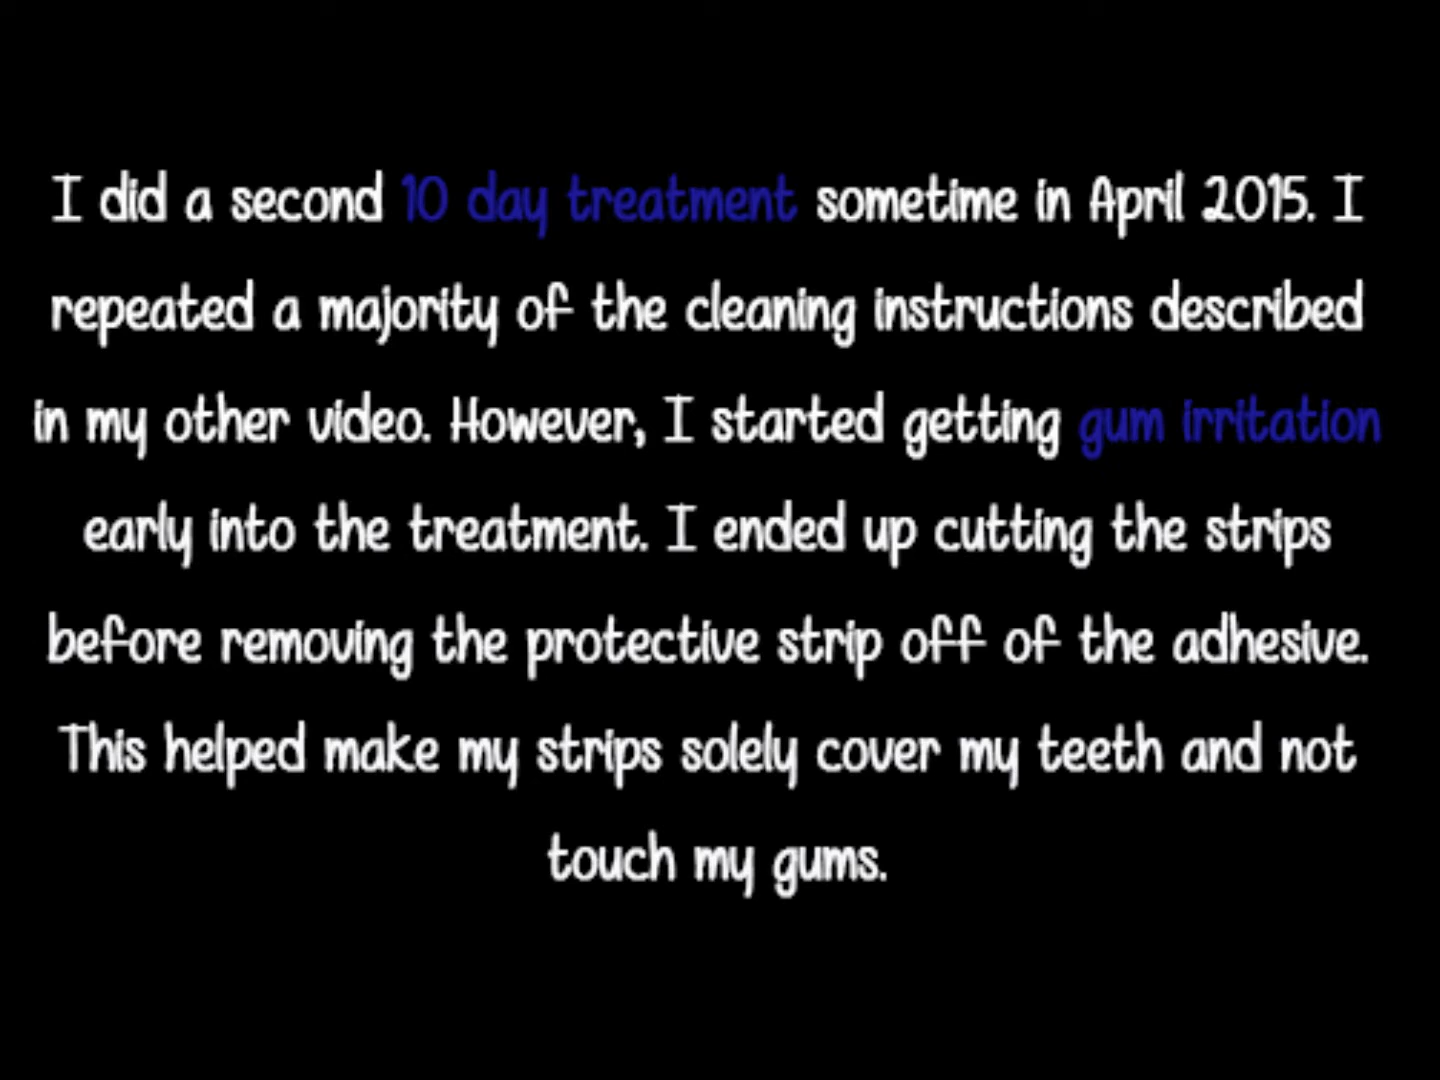 I did a second 10 day treatment sometime in April 2015. I
repeated a majority of the cleaning instructions described
in my other video. However, I started getting gum irritation
early into the treatment. I ended up cutting the strips
before removing the protective strip off of the adhesive.
This helped make my strips solely cover my teeth and not
touch my gums.